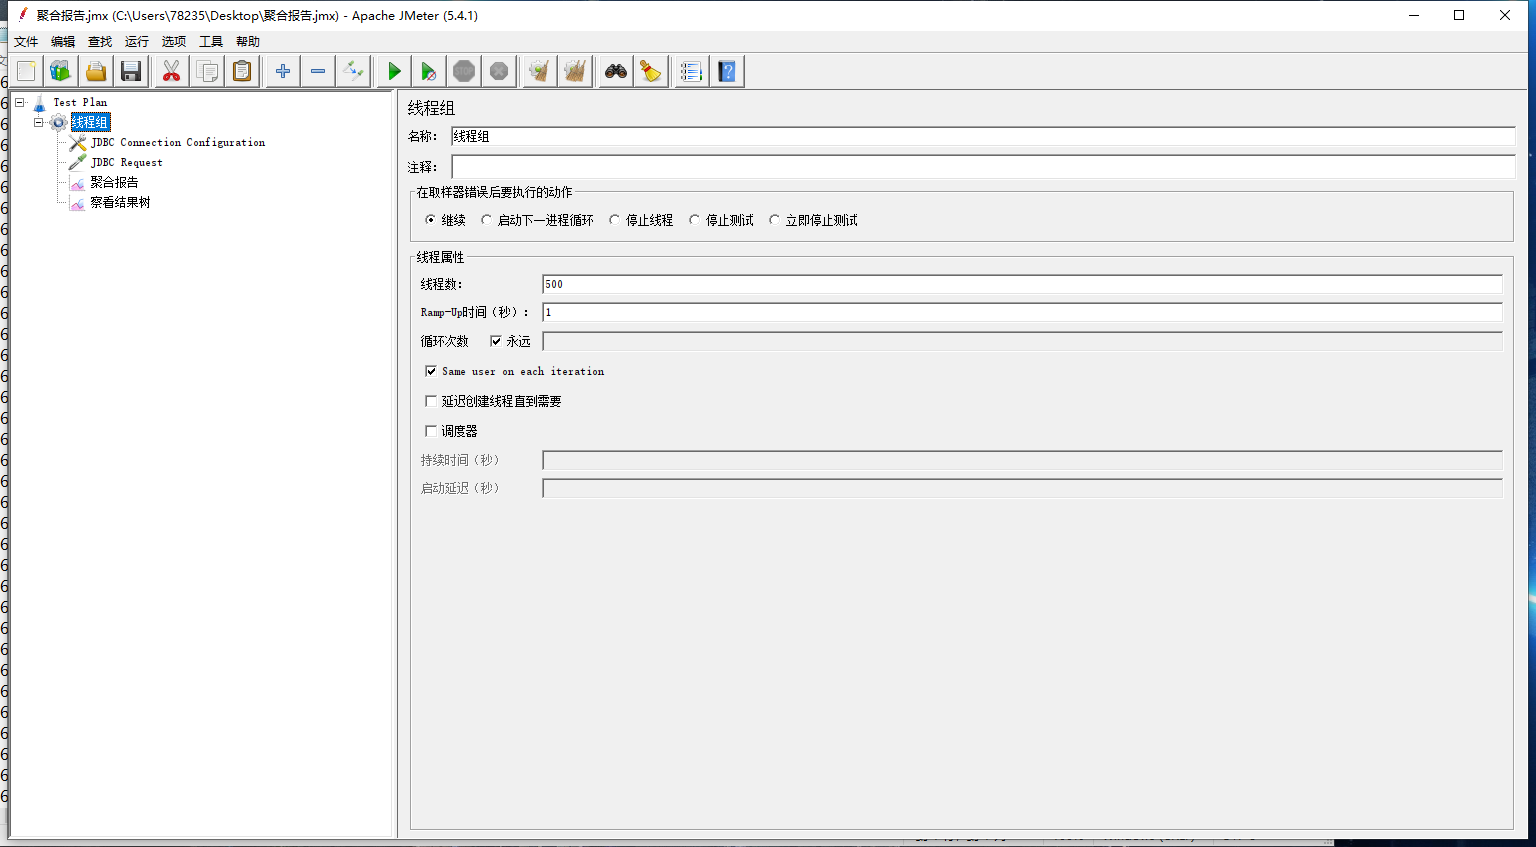 聚合报告.jmx (C:\Users\78235\Desktop\聚合报告.jmx) - Apache JMeter (5.4.1)
文件 编辑 查找 运行 选项 工具 帮助
Test Plan
线程组
JDBC Connection Configuration
JDBC Request
聚合报告
察看结果树
线程组
名称： 线程组
注释：
在取样器错误后要执行的动作
继续 启动下一进程循环 停止线程 停止测试 立即停止测试
线程属性
线程数： 500
Ramp-Up时间（秒）： 1
循环次数 永远
Same user on each iteration
延迟创建线程直到需要
调度器
持续时间（秒）
启动延迟（秒）